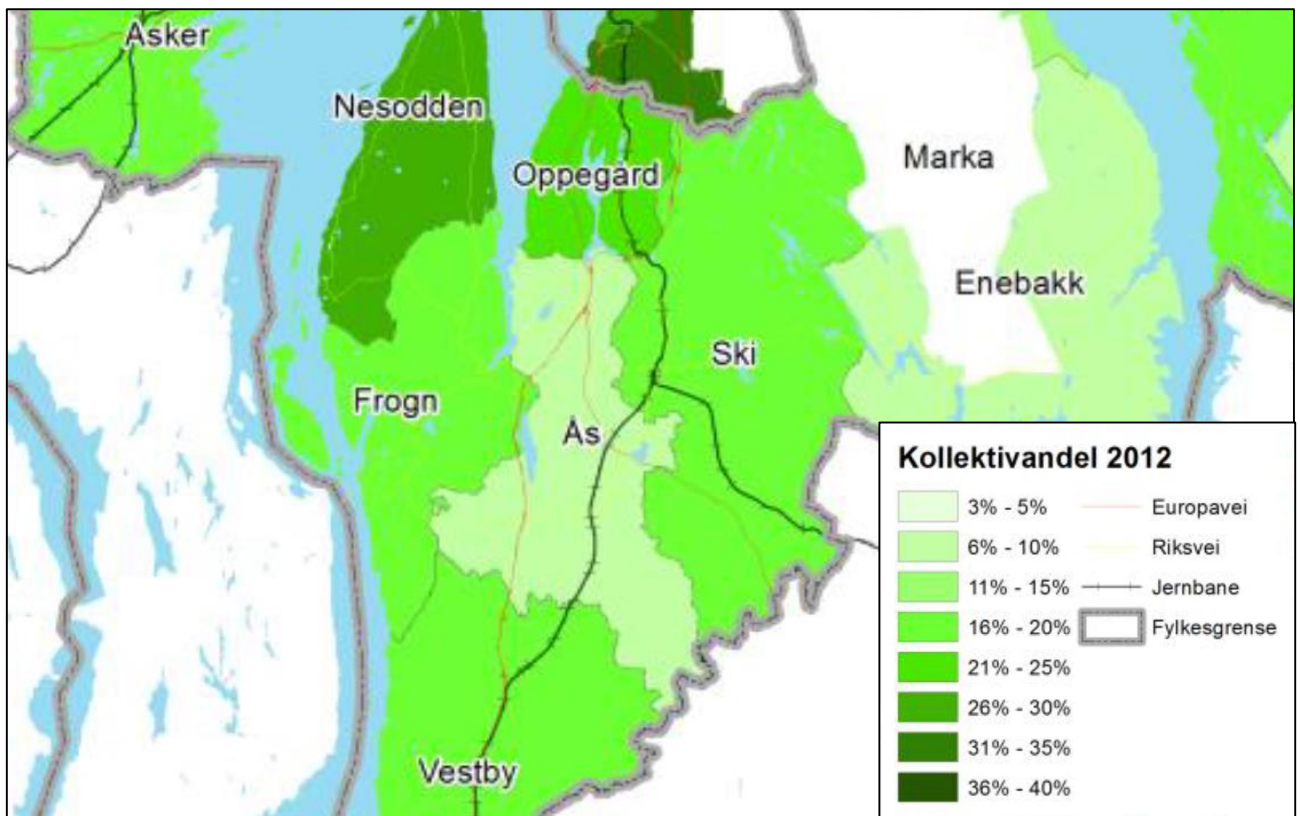 Asker
Nesodden
Oppegård
Marka
Enebakk
Ski
Frogn
Ås
Vestby
Kollektivandel 2012
3% - 5%
Europavei
6% - 10%
Riksvei
11% - 15%
Jernbane
16% - 20%
Fylkesgrense
21% - 25%
26% - 30%
31% - 35%
36% - 40%